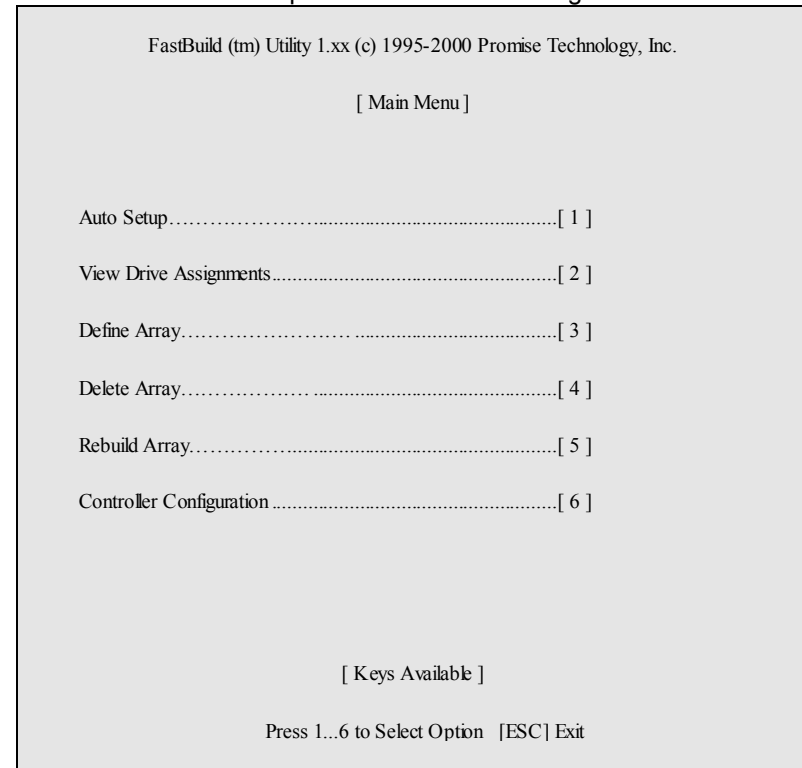 FastBuild (tm) Utility 1.xx (c) 1995-2000 Promise Technology, Inc.
[ Main Menu ]
Auto Setup…………………................................................[ 1 ]
View Drive Assignments........................................................[ 2 ]
Define Array…………………… ........................................[ 3 ]
Delete Array……………… ................................................[ 4 ]
Rebuild Array…………......................................................[ 5 ]
Controller Configuration ........................................................[ 6 ]
[ Keys Available ]
Press 1...6 to Select Option [ESC] Exit